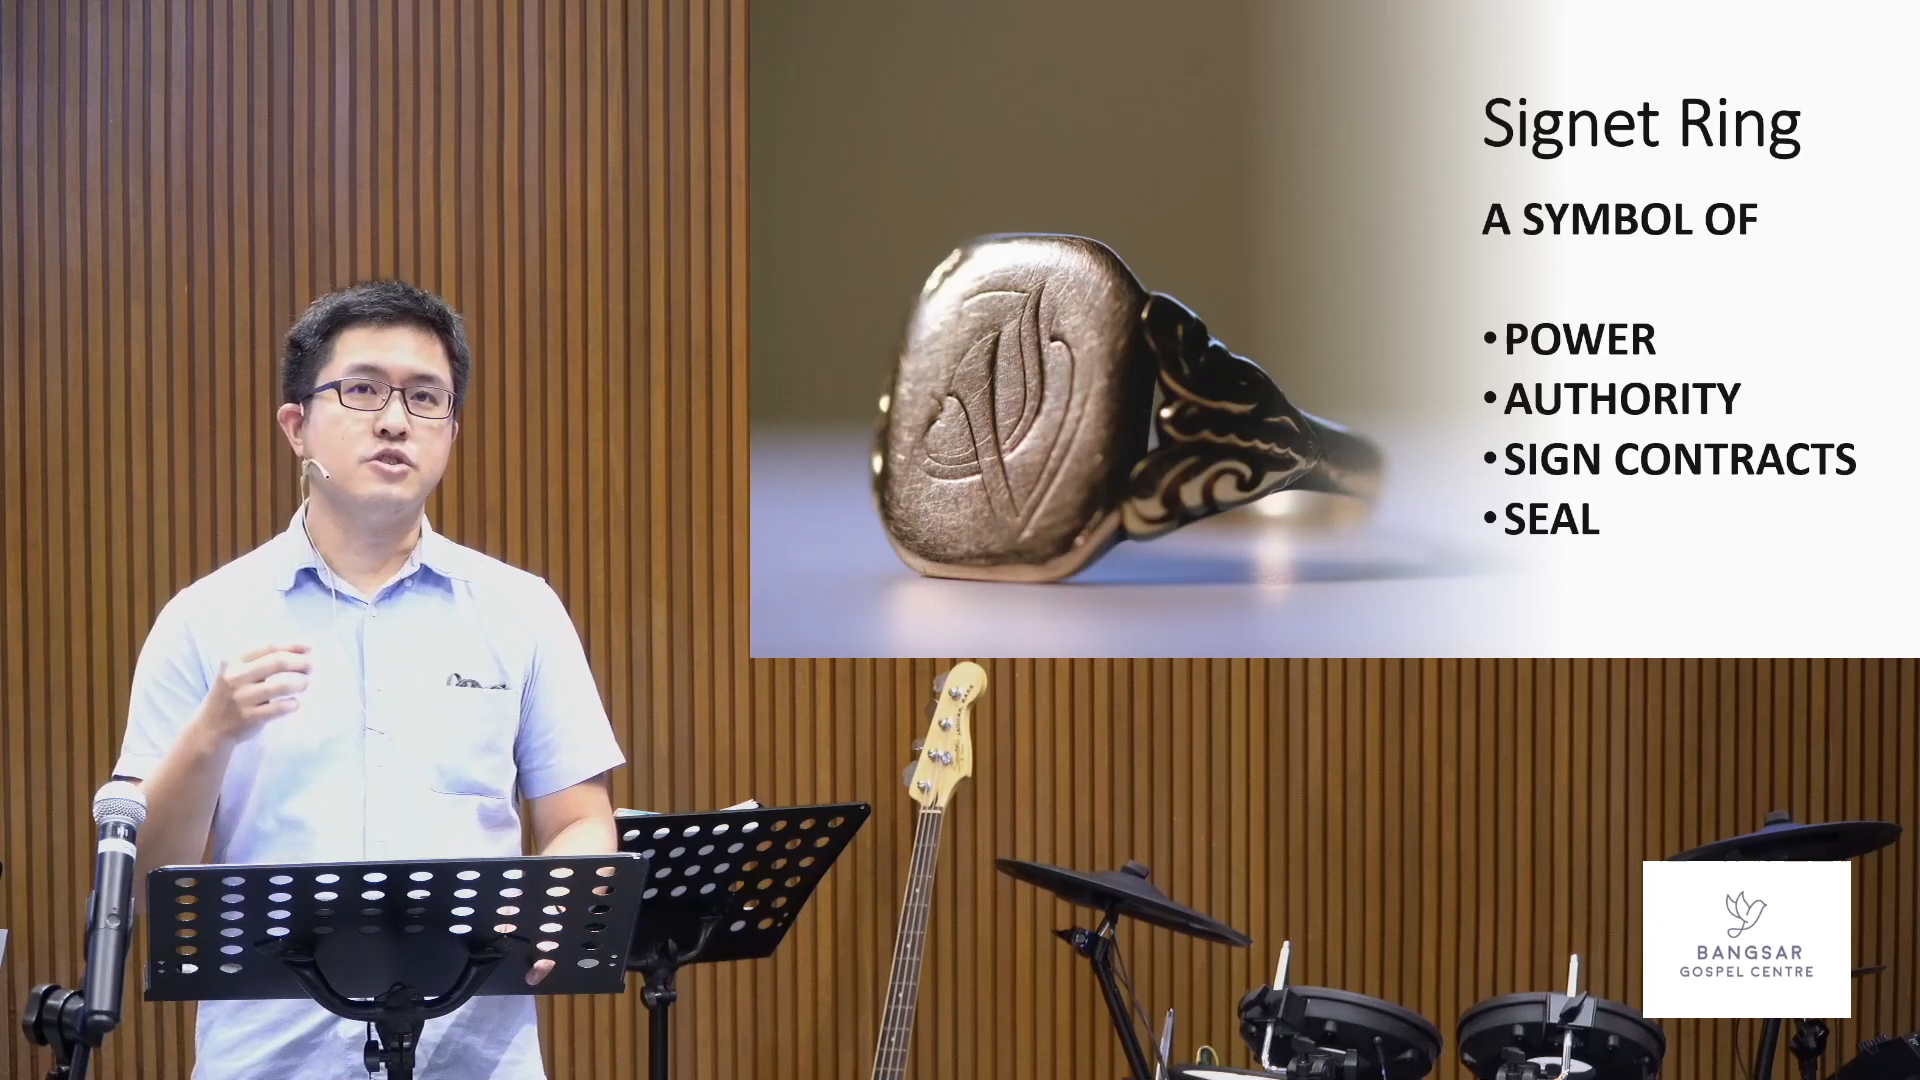 Signet Ring
A SYMBOL OF
•POWER
•AUTHORITY
•SIGN CONTRACTS
•SEAL
BANGSAR
GOSPEL CENTRE